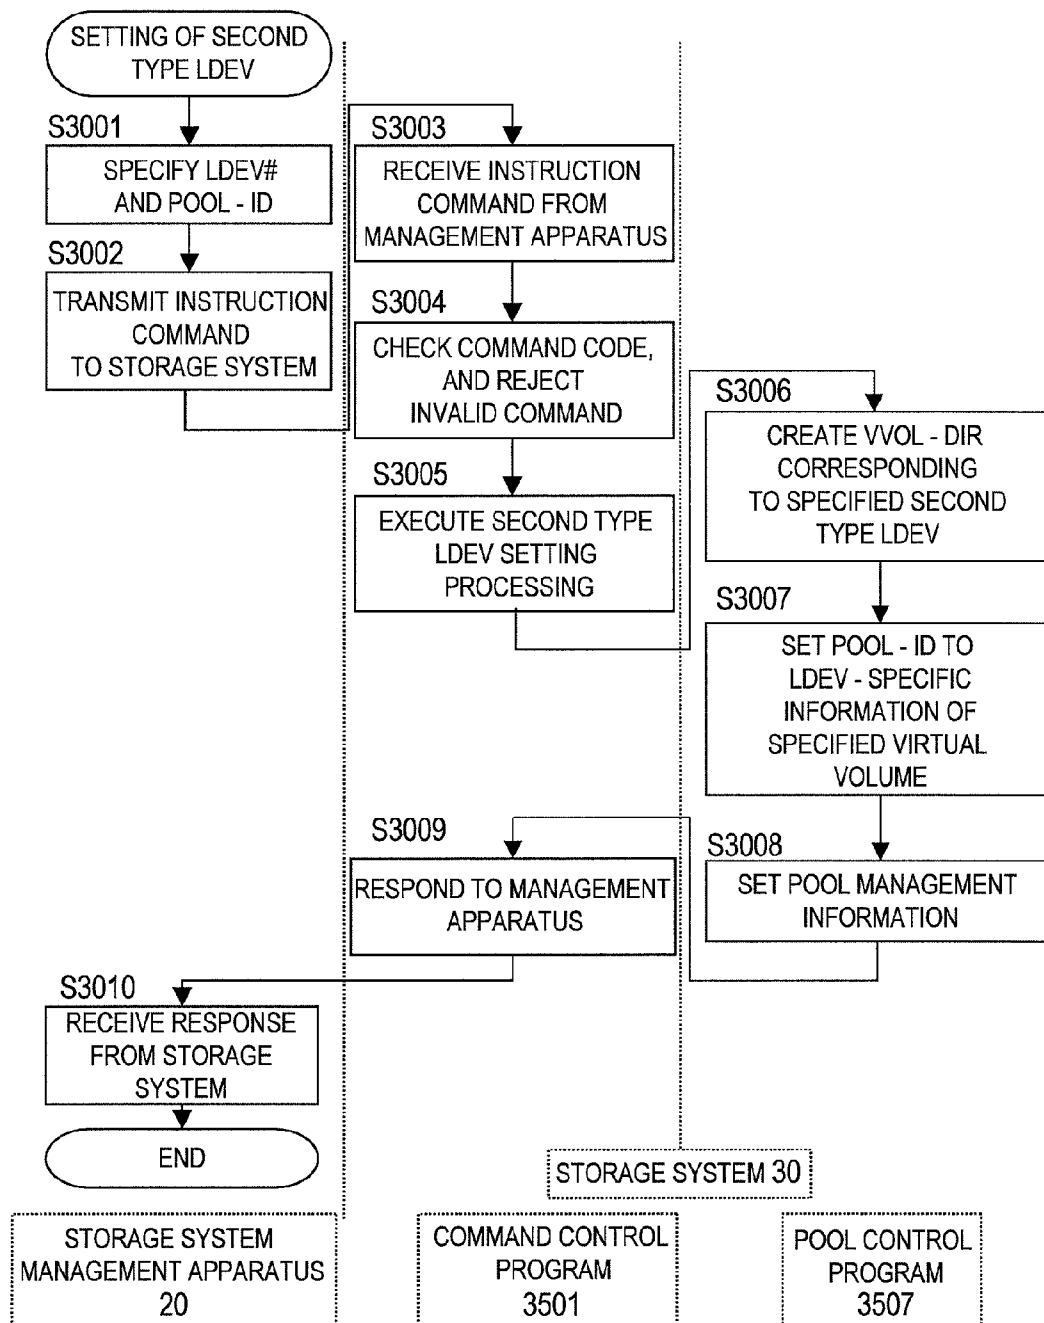 SETTING OF SECOND
TYPE LDEV
S3001
SPECIFY LDEV#
AND POOL - ID
S3002
TRANSMIT INSTRUCTION
COMMAND
TO STORAGE SYSTEM
S3003
RECEIVE INSTRUCTION
COMMAND FROM
MANAGEMENT APPARATUS
S3004
CHECK COMMAND CODE,
AND REJECT
INVALID COMMAND
S3005
EXECUTE SECOND TYPE
LDEV SETTING
PROCESSING
S3006
CREATE VVOL - DIR
CORRESPONDING
TO SPECIFIED SECOND
TYPE LDEV
S3007
SET POOL - ID TO
LDEV - SPECIFIC
INFORMATION OF
SPECIFIED VIRTUAL
VOLUME
S3008
SET POOL MANAGEMENT
INFORMATION
S3009
RESPOND TO MANAGEMENT
APPARATUS
S3010
RECEIVE RESPONSE
FROM STORAGE
SYSTEM
END
STORAGE SYSTEM 30
STORAGE SYSTEM
MANAGEMENT APPARATUS
20
COMMAND CONTROL
PROGRAM
3501
POOL CONTROL
PROGRAM
3507